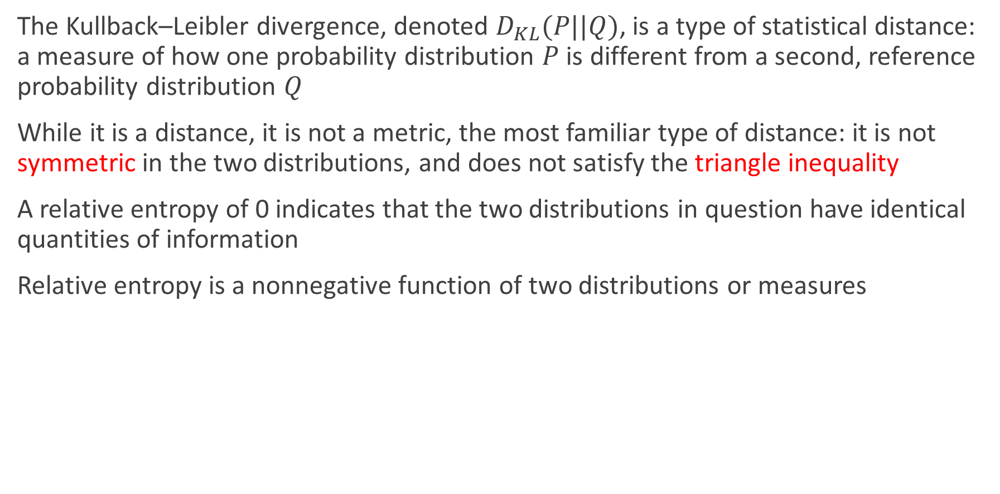 The Kullback–Leibler divergence, denoted $D_{KL}(P||Q)$, is a type of statistical distance:
a measure of how one probability distribution $P$ is different from a second, reference
probability distribution $Q$
While it is a distance, it is not a metric, the most familiar type of distance: it is not
symmetric in the two distributions, and does not satisfy the triangle inequality
A relative entropy of 0 indicates that the two distributions in question have identical
quantities of information
Relative entropy is a nonnegative function of two distributions or measures